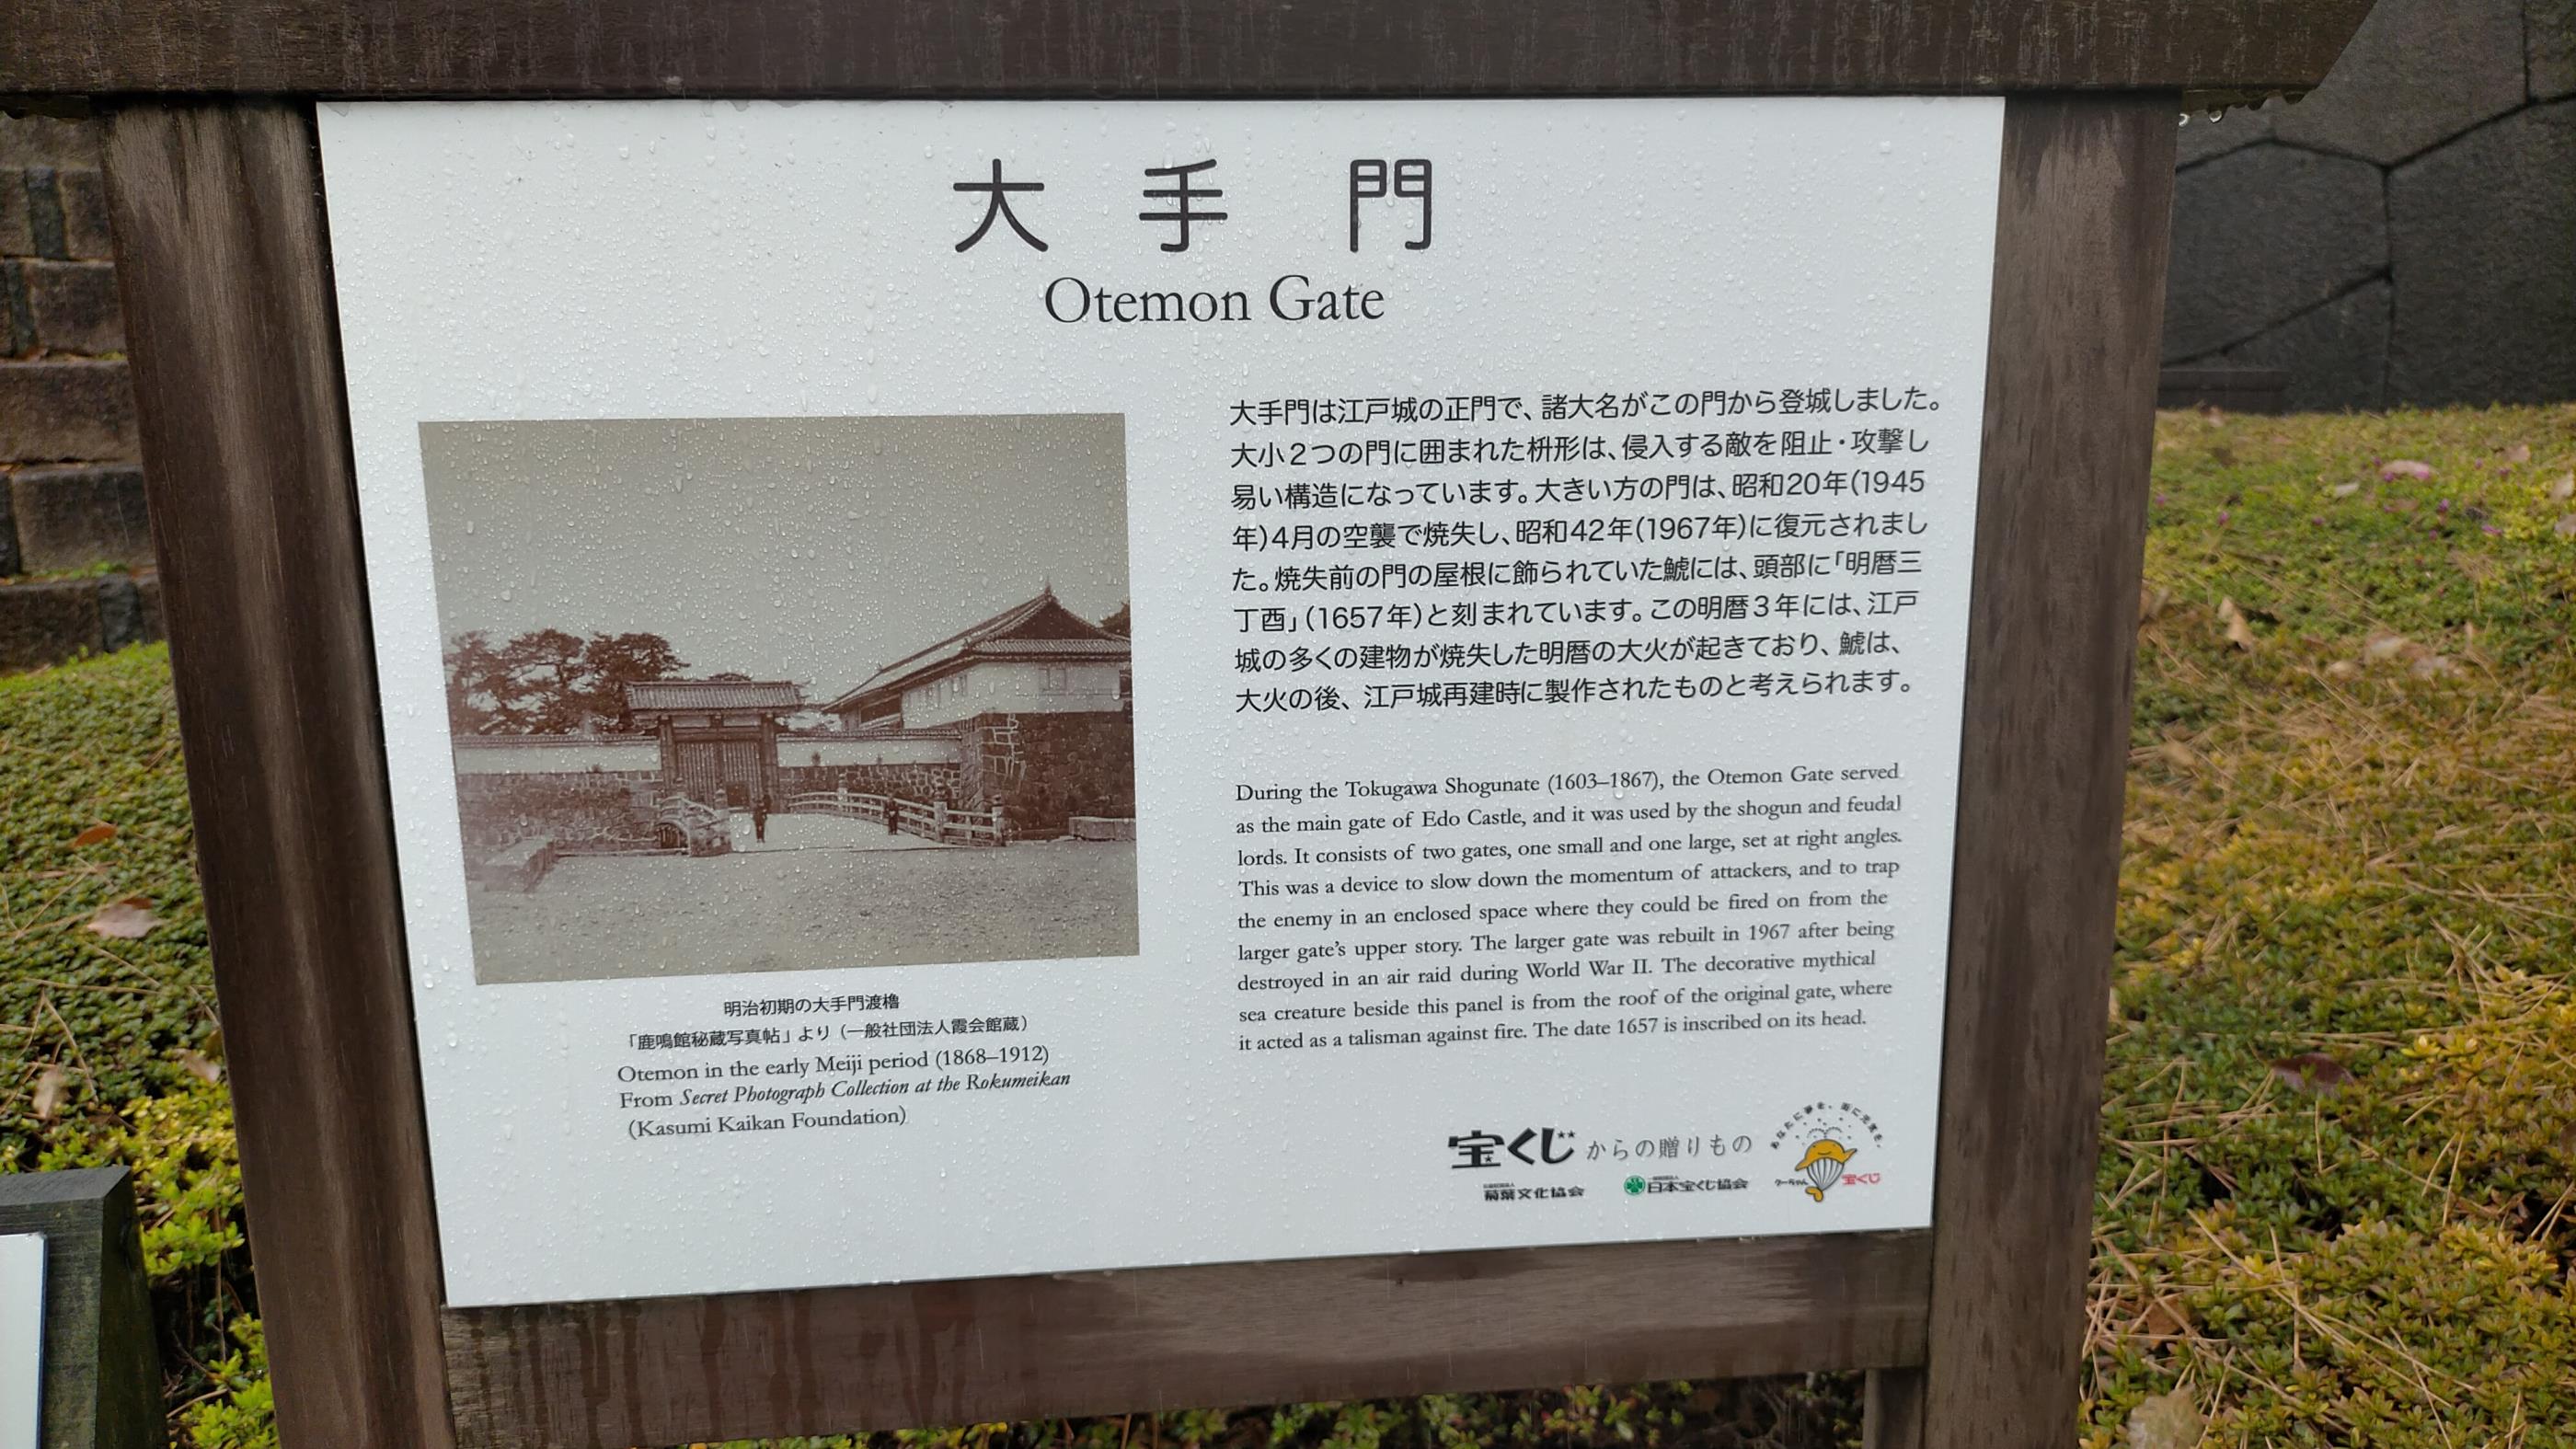 大手門
Otemon Gate
大手門は江戸城の正門で、諸大名がこの門から登城しました。
大小2つの門に囲まれた枡形は、侵入する敵を阻止・攻撃し
易い構造になっています。大きい方の門は、昭和20年(1945
年)4月の空襲で焼失し、昭和42年(1967年)に復元されまし
た。焼失前の門の屋根に飾られていた鯱には、頭部に「明暦三
丁酉」(1657年)と刻まれています。この明暦3年には、江戸
城の多くの建物が焼失した明暦の大火が起きており、鯱は、
大火の後、江戸城再建時に製作されたものと考えられます。
During the Tokugawa Shogunate (1603–1867), the Otemon Gate served
as the main gate of Edo Castle, and it was used by the shogun and feudal
lords. It consists of two gates, one small and one large, set at right angles.
This was a device to slow down the momentum of attackers, and to trap
the enemy in an enclosed space where they could be fired on from the
larger gate's upper story. The larger gate was rebuilt in 1967 after being
destroyed in an air raid during World War II. The decorative mythical
sea creature beside this panel is from the roof of the original gate, where
it acted as a talisman against fire. The date 1657 is inscribed on its head.
明治初期の大手門渡櫓
「鹿鳴館秘蔵写真帖」より (一般社団法人霞会館蔵)
Otemon in the early Meiji period (1868–1912)
From Secret Photograph Collection at the Rokumeikan
(Kasumi Kaikan Foundation)
宝くじからの贈りもの
菊葉文化協会
日本宝くじ協会
あなたに夢を、街に元気を。
クーちゃん 宝くじ